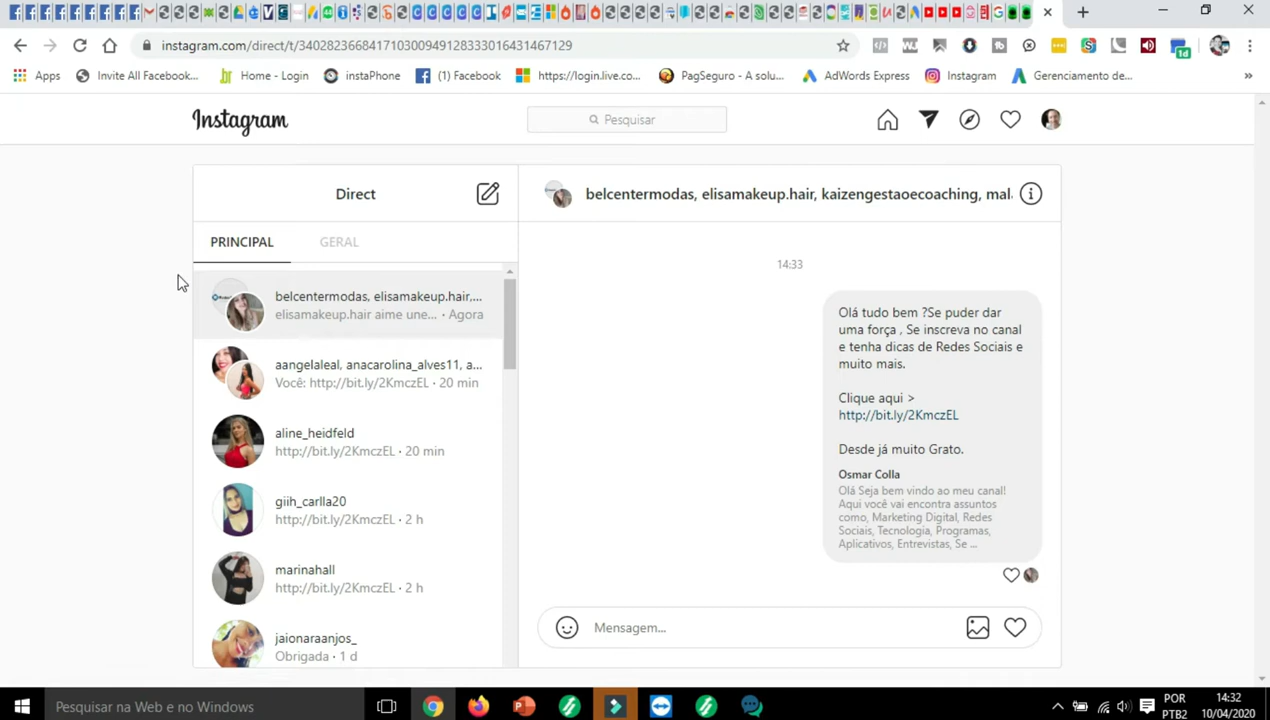 instagram.com/direct/t/340282366841710300949128333016431467129
1d
Apps
Invite All Facebook...
Home - Login
instaPhone
(1) Facebook
https://login.live.co...
PagSeguro - A solu...
AdWords Express
Instagram
Gerenciamento de...
»
Instagram
Pesquisar
Direct
belcentermodas, elisamakeup.hair, kaizengestaoecoaching, mal
PRINCIPAL
GERAL
belcentermodas, elisamakeup.hair,...
elisamakeup.hair aime une... · Agora
aangelaleal, anacarolina_alves11, a...
Você: http://bit.ly/2KmczEL · 20 min
aline_heidfeld
http://bit.ly/2KmczEL · 20 min
giih_carlla20
http://bit.ly/2KmczEL · 2 h
marinahall
http://bit.ly/2KmczEL · 2 h
jaionaraanjos_
Obrigada · 1 d
14:33
Olá tudo bem ?Se puder dar
uma força , Se inscreva no canal
e tenha dicas de Redes Sociais e
muito mais.
Clique aqui >
http://bit.ly/2KmczEL
Desde já muito Grato.
Osmar Colla
Olá Seja bem vindo ao meu canal!
Aqui você vai encontra assuntos
como, Marketing Digital, Redes
Sociais, Tecnologia, Programas,
Aplicativos, Entrevistas, Se ...
Mensagem...
Pesquisar na Web e no Windows
POR
PTB2
14:32
10/04/2020